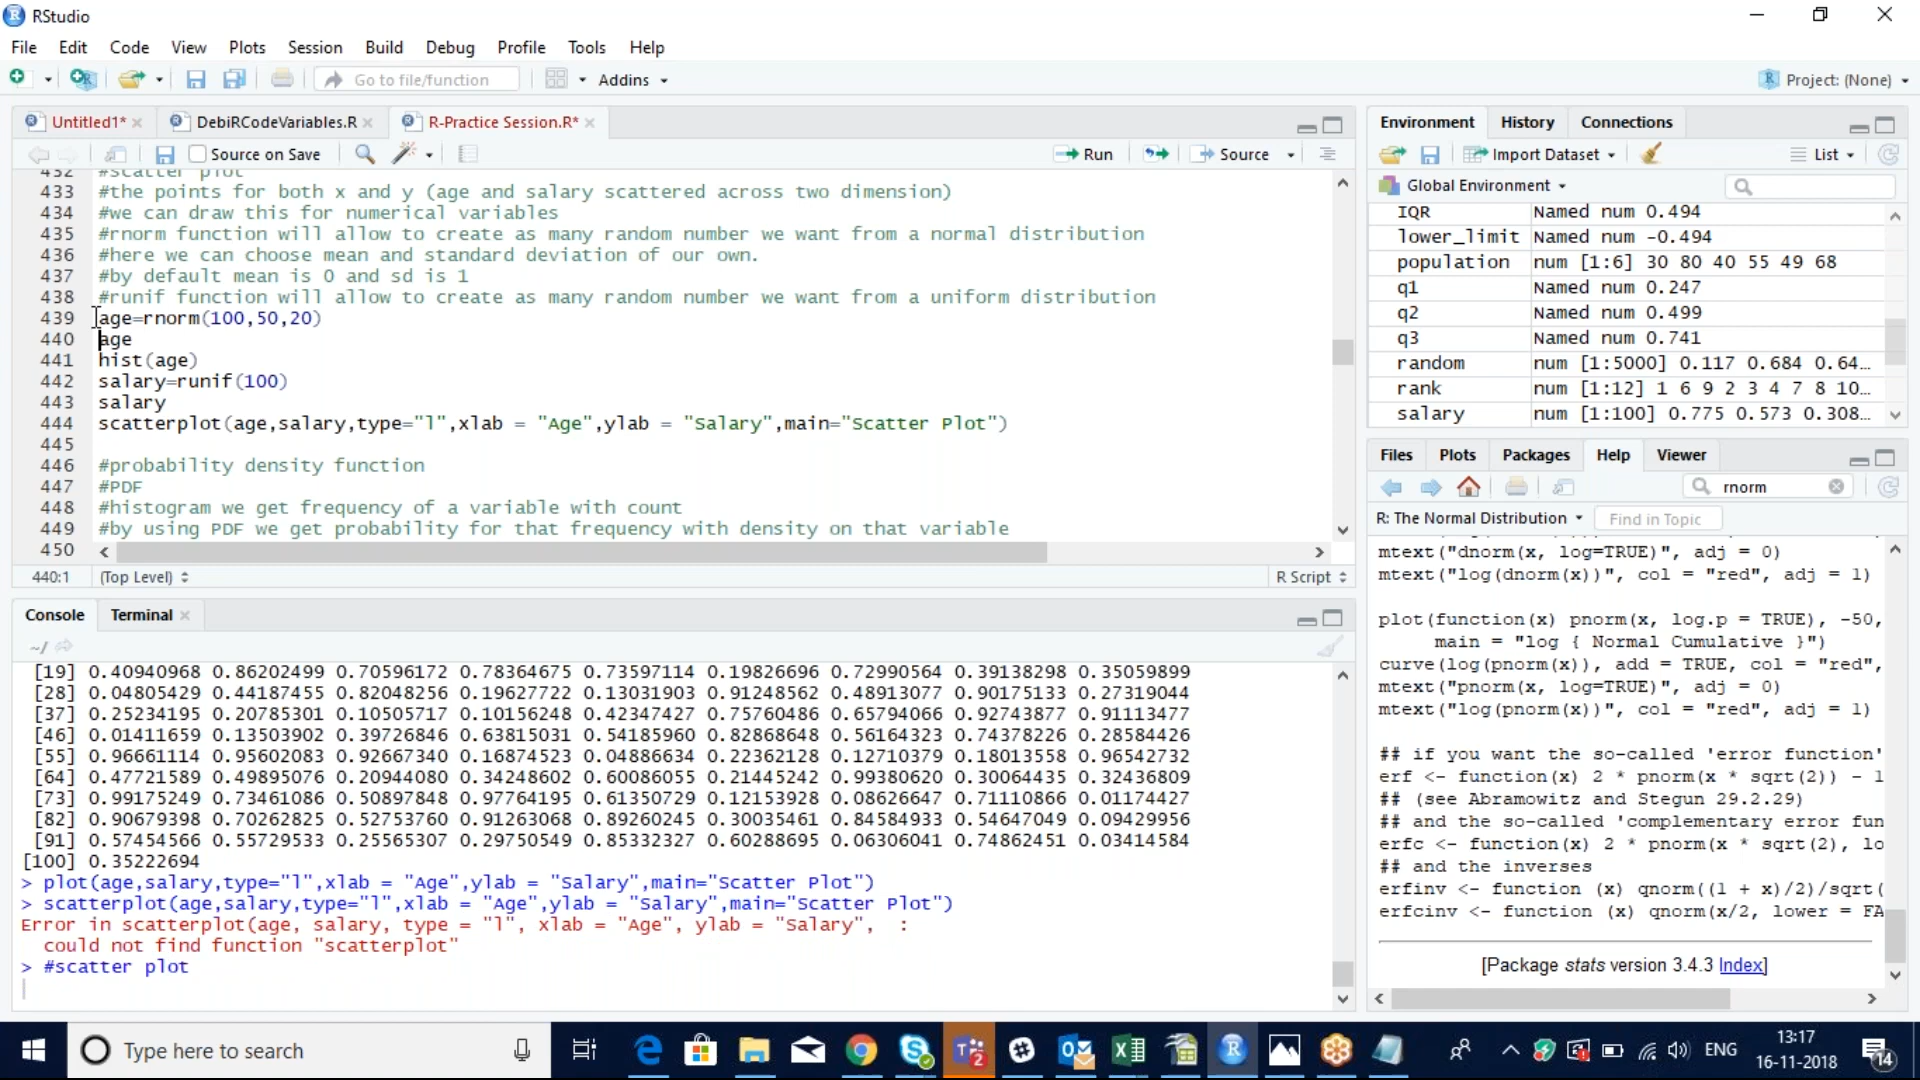 RStudio
File Edit Code View Plots Session Build Debug Profile Tools Help
Go to file/function Addins Project: (None)
Untitled1* DebiRCodeVariables.R R-Practice Session.R*
Source on Save Run Source
432 #scatter plot
433 #the points for both x and y (age and salary scattered across two dimension)
434 #we can draw this for numerical variables
435 #rnorm function will allow to create as many random number we want from a normal distribution
436 #here we can choose mean and standard deviation of our own.
437 #by default mean is 0 and sd is 1
438 #runif function will allow to create as many random number we want from a uniform distribution
439 age=rnorm(100,50,20)
440 age
441 hist(age)
442 salary=runif(100)
443 salary
444 scatterplot(age,salary,type="l",xlab = "Age",ylab = "Salary",main="Scatter Plot")
445
446 #probability density function
447 #PDF
448 #histogram we get frequency of a variable with count
449 #by using PDF we get probability for that frequency with density on that variable
450
440:1 (Top Level) R Script
Console Terminal
~/
[19] 0.40940968 0.86202499 0.70596172 0.78364675 0.73597114 0.19826696 0.72990564 0.39138298 0.35059899
[28] 0.04805429 0.44187455 0.82048256 0.19627722 0.13031903 0.91248562 0.48913077 0.90175133 0.27319044
[37] 0.25234195 0.20785301 0.10505717 0.10156248 0.42347427 0.75760486 0.65794066 0.92743877 0.91113477
[46] 0.01411659 0.13503902 0.39726846 0.63815031 0.54185960 0.82868648 0.56164323 0.74378226 0.28584426
[55] 0.96661114 0.95602083 0.92667340 0.16874523 0.04886634 0.22362128 0.12710379 0.18013558 0.96542732
[64] 0.47721589 0.49895076 0.20944080 0.34248602 0.60086055 0.21445242 0.99380620 0.30064435 0.32436809
[73] 0.99175249 0.73461086 0.50897848 0.97764195 0.61350729 0.12153928 0.08626647 0.71110866 0.01174427
[82] 0.90679398 0.70262825 0.52753760 0.91263068 0.89260245 0.30035461 0.84584933 0.54647049 0.09429956
[91] 0.57454566 0.55729533 0.25565307 0.29750549 0.85332327 0.60288695 0.06306041 0.74862451 0.03414584
[100] 0.35222694
> plot(age,salary,type="l",xlab = "Age",ylab = "Salary",main="Scatter Plot")
> scatterplot(age,salary,type="l",xlab = "Age",ylab = "Salary",main="Scatter Plot")
Error in scatterplot(age, salary, type = "l", xlab = "Age", ylab = "Salary", :
could not find function "scatterplot"
> #scatter plot
Environment History Connections
Import Dataset List
Global Environment
IQR Named num 0.494
lower_limit Named num -0.494
population num [1:6] 30 80 40 55 49 68
q1 Named num 0.247
q2 Named num 0.499
q3 Named num 0.741
random num [1:5000] 0.117 0.684 0.64…
rank num [1:12] 1 6 9 2 3 4 7 8 10…
salary num [1:100] 0.775 0.573 0.308…
Files Plots Packages Help Viewer
rnorm
R: The Normal Distribution Find in Topic
mtext("dnorm(x, log=TRUE)", adj = 0)
mtext("log(dnorm(x))", col = "red", adj = 1)
plot(function(x) pnorm(x, log.p = TRUE), -50,
main = "log { Normal Cumulative }")
curve(log(pnorm(x)), add = TRUE, col = "red",
mtext("pnorm(x, log=TRUE)", adj = 0)
mtext("log(pnorm(x))", col = "red", adj = 1)
## if you want the so-called 'error function'
erf <- function(x) 2 * pnorm(x * sqrt(2)) - 1
## (see Abramowitz and Stegun 29.2.29)
## and the so-called 'complementary error fun
erfc <- function(x) 2 * pnorm(x * sqrt(2), lo
## and the inverses
erfinv <- function (x) qnorm((1 + x)/2)/sqrt(
erfcinv <- function (x) qnorm(x/2, lower = FA
[Package stats version 3.4.3 Index]
Type here to search
2
ENG
13:17
16-11-2018
14